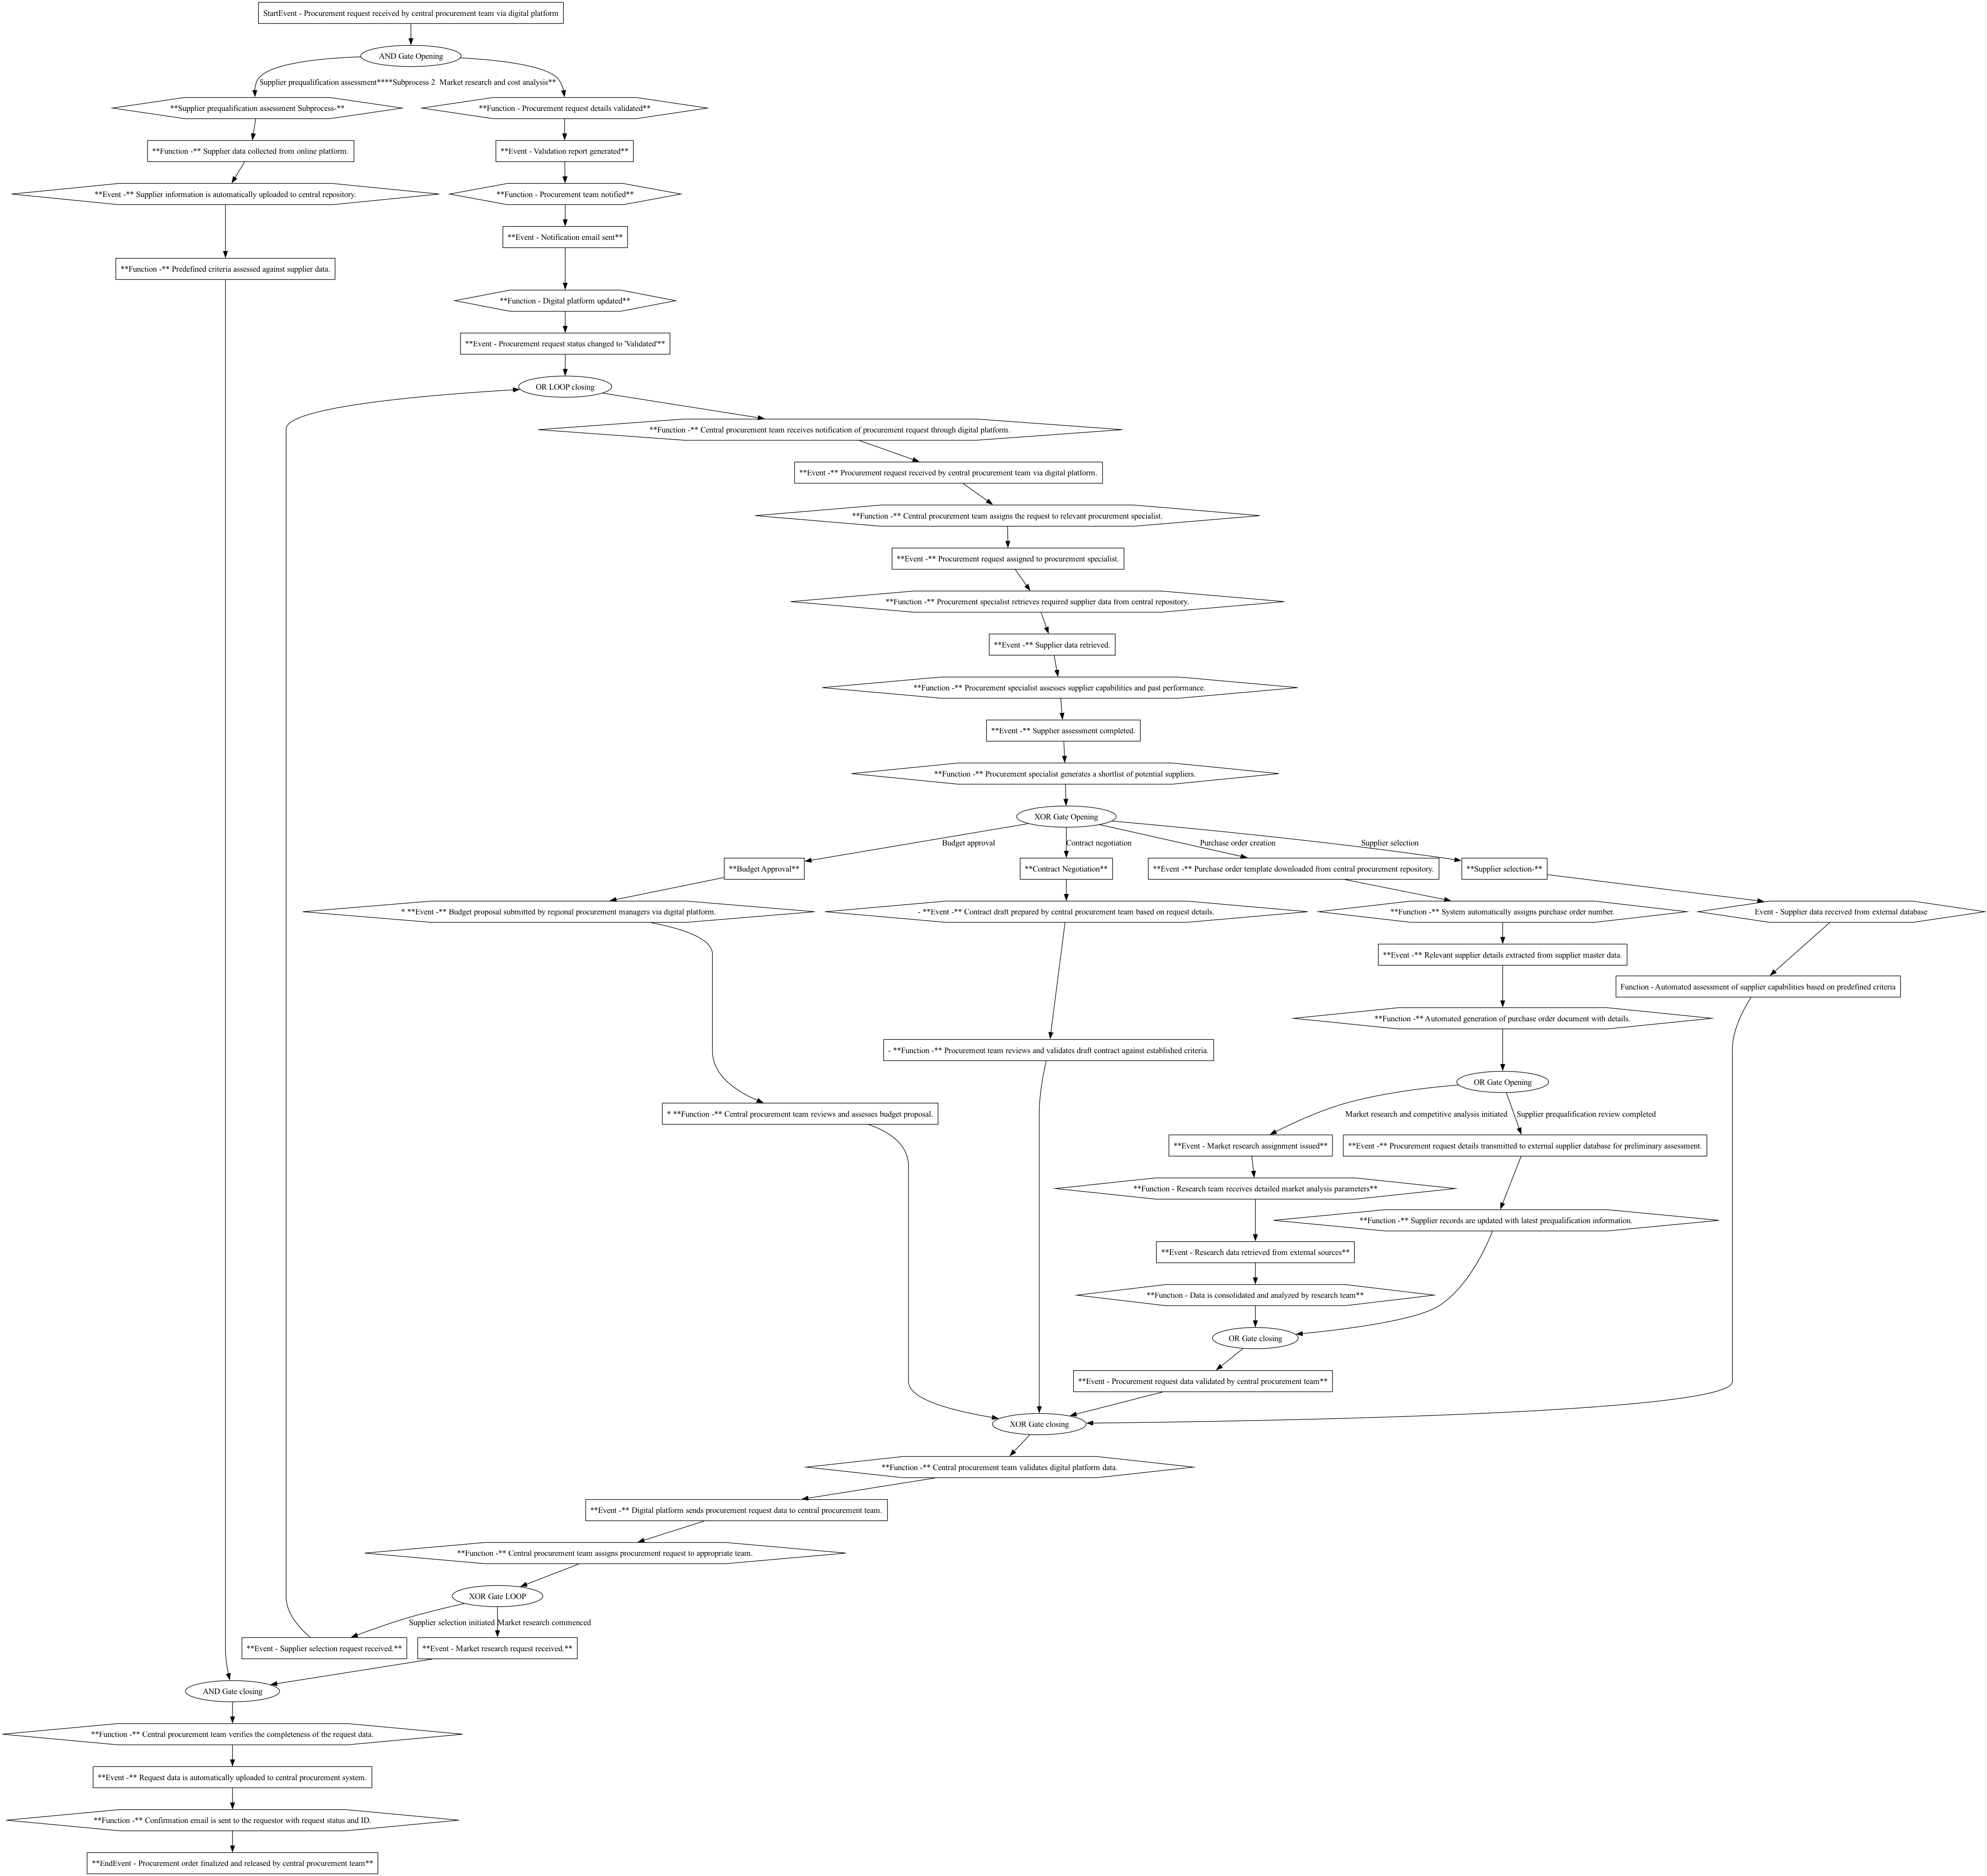 StartEvent - Procurement request received by central procurement team via digital platform
AND Gate Opening
Supplier prequalification assessment****Subprocess 2  Market research and cost analysis**
**Supplier prequalification assessment Subprocess-**
**Function - Procurement request details validated**
**Function -** Supplier data collected from online platform.
**Event - Validation report generated**
**Event -** Supplier information is automatically uploaded to central repository.
**Function - Procurement team notified**
**Event - Notification email sent**
**Function -** Predefined criteria assessed against supplier data.
**Function - Digital platform updated**
**Event - Procurement request status changed to 'Validated'**
OR LOOP closing
**Function -** Central procurement team receives notification of procurement request through digital platform.
**Event -** Procurement request received by central procurement team via digital platform.
**Function -** Central procurement team assigns the request to relevant procurement specialist.
**Event -** Procurement request assigned to procurement specialist.
**Function -** Procurement specialist retrieves required supplier data from central repository.
**Event -** Supplier data retrieved.
**Function -** Procurement specialist assesses supplier capabilities and past performance.
**Event -** Supplier assessment completed.
**Function -** Procurement specialist generates a shortlist of potential suppliers.
XOR Gate Opening
Budget approval
Contract negotiation
Purchase order creation
Supplier selection
**Budget Approval**
**Contract Negotiation**
**Event -** Purchase order template downloaded from central procurement repository.
**Supplier selection-**
* **Event -** Budget proposal submitted by regional procurement managers via digital platform.
- **Event -** Contract draft prepared by central procurement team based on request details.
**Function -** System automatically assigns purchase order number.
Event - Supplier data received from external database
**Event -** Relevant supplier details extracted from supplier master data.
Function - Automated assessment of supplier capabilities based on predefined criteria
**Function -** Automated generation of purchase order document with details.
- **Function -** Procurement team reviews and validates draft contract against established criteria.
OR Gate Opening
* **Function -** Central procurement team reviews and assesses budget proposal.
Market research and competitive analysis initiated
Supplier prequalification review completed
**Event - Market research assignment issued**
**Event -** Procurement request details transmitted to external supplier database for preliminary assessment.
**Function - Research team receives detailed market analysis parameters**
**Function -** Supplier records are updated with latest prequalification information.
**Event - Research data retrieved from external sources**
**Function - Data is consolidated and analyzed by research team**
OR Gate closing
**Event - Procurement request data validated by central procurement team**
XOR Gate closing
**Function -** Central procurement team validates digital platform data.
**Event -** Digital platform sends procurement request data to central procurement team.
**Function -** Central procurement team assigns procurement request to appropriate team.
XOR Gate LOOP
Supplier selection initiated
Market research commenced
**Event - Supplier selection request received.**
**Event - Market research request received.**
AND Gate closing
**Function -** Central procurement team verifies the completeness of the request data.
**Event -** Request data is automatically uploaded to central procurement system.
**Function -** Confirmation email is sent to the requestor with request status and ID.
**EndEvent - Procurement order finalized and released by central procurement team**